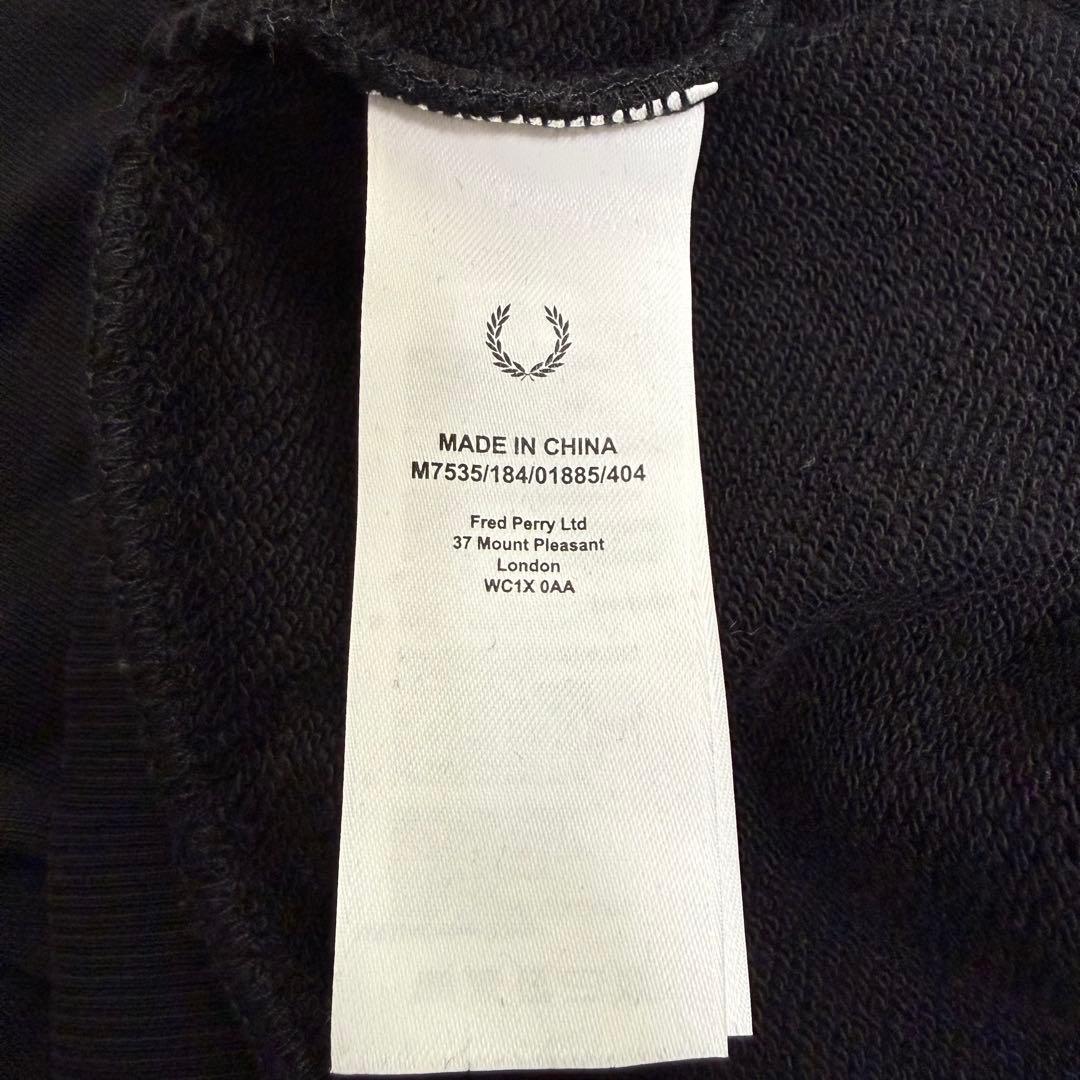 MADE IN CHINA
M7535/184/01885/404
Fred Perry Ltd
37 Mount Pleasant
London
WC1X 0AA